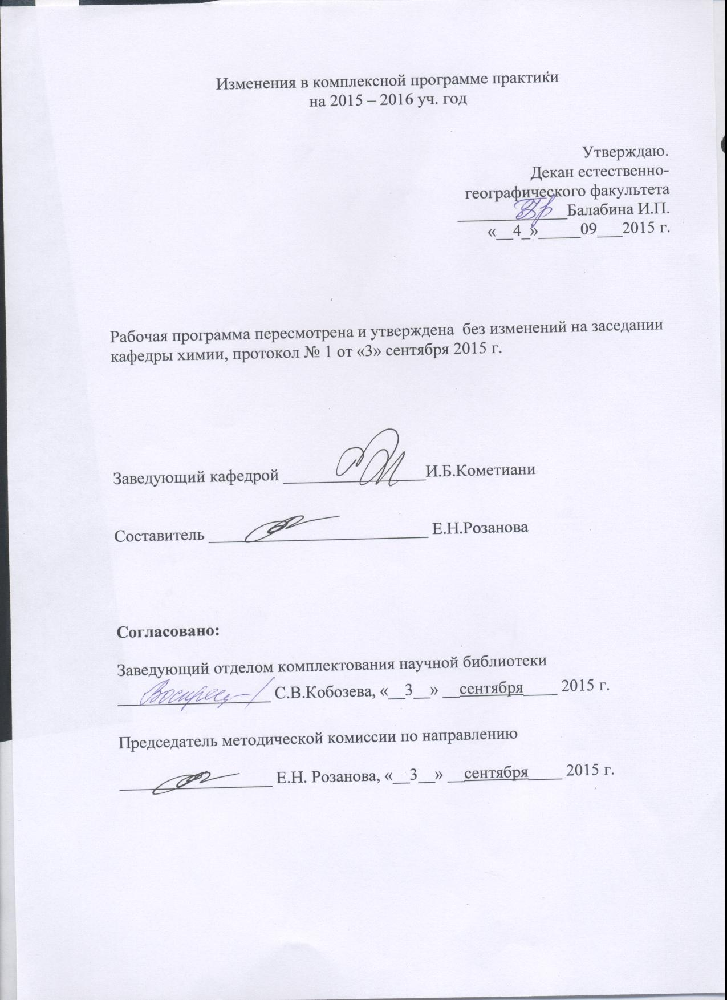 Изменения в комплексной программе практики
на 2015 – 2016 уч. год
Утверждаю.
Декан естественно-
географического факультета
_____________Балабина И.П.
«__4_»_____09___2015 г.
Рабочая программа пересмотрена и утверждена без изменений на заседании
кафедры химии, протокол № 1 от «3» сентября 2015 г.
Заведующий кафедрой _________________И.Б.Кометиани
Составитель __________________________ Е.Н.Розанова
Согласовано:
Заведующий отделом комплектования научной библиотеки
__________________ С.В.Кобозева, «__3__» __сентября____ 2015 г.
Председатель методической комиссии по направлению
__________________ Е.Н. Розанова, «__3__» __сентября____ 2015 г.